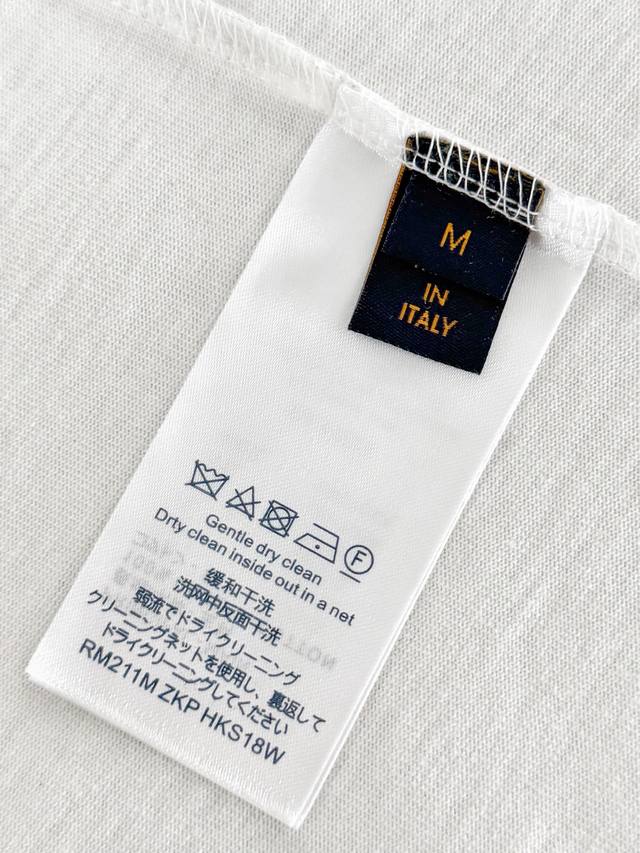 M
IN
ITALY
F
Gentle dry clean
Drty clean inside out in a net
缓和干洗
洗网中反面干洗
弱流でドライクリーニング
クリーニングネットを使用し、裏返して
ドライクリーニングしてください
RM211M ZKP HKS18W